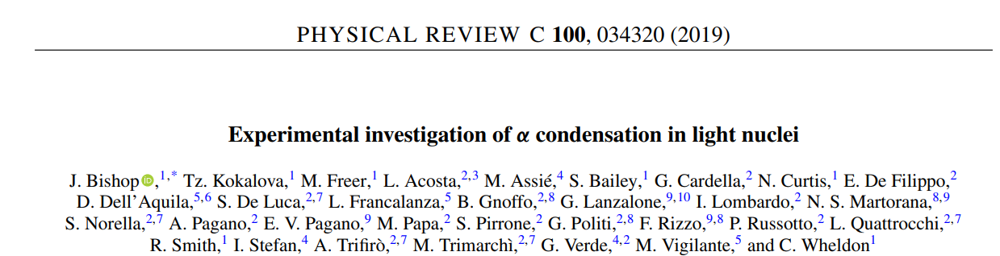 PHYSICAL REVIEW C 100, 034320 (2019)
Experimental investigation of α condensation in light nuclei
J. Bishop iD,1,* Tz. Kokalova,1 M. Freer,1 L. Acosta,2,3 M. Assié,4 S. Bailey,1 G. Cardella,2 N. Curtis,1 E. De Filippo,2
D. Dell’Aquila,5,6 S. De Luca,2,7 L. Francalanza,5 B. Gnoffo,2,8 G. Lanzalone,9,10 I. Lombardo,2 N. S. Martorana,8,9
S. Norella,2,7 A. Pagano,2 E. V. Pagano,9 M. Papa,2 S. Pirrone,2 G. Politi,2,8 F. Rizzo,9,8 P. Russotto,2 L. Quattrocchi,2,7
R. Smith,1 I. Stefan,4 A. Trifirò,2,7 M. Trimarchì,2,7 G. Verde,4,2 M. Vigilante,5 and C. Wheldon1